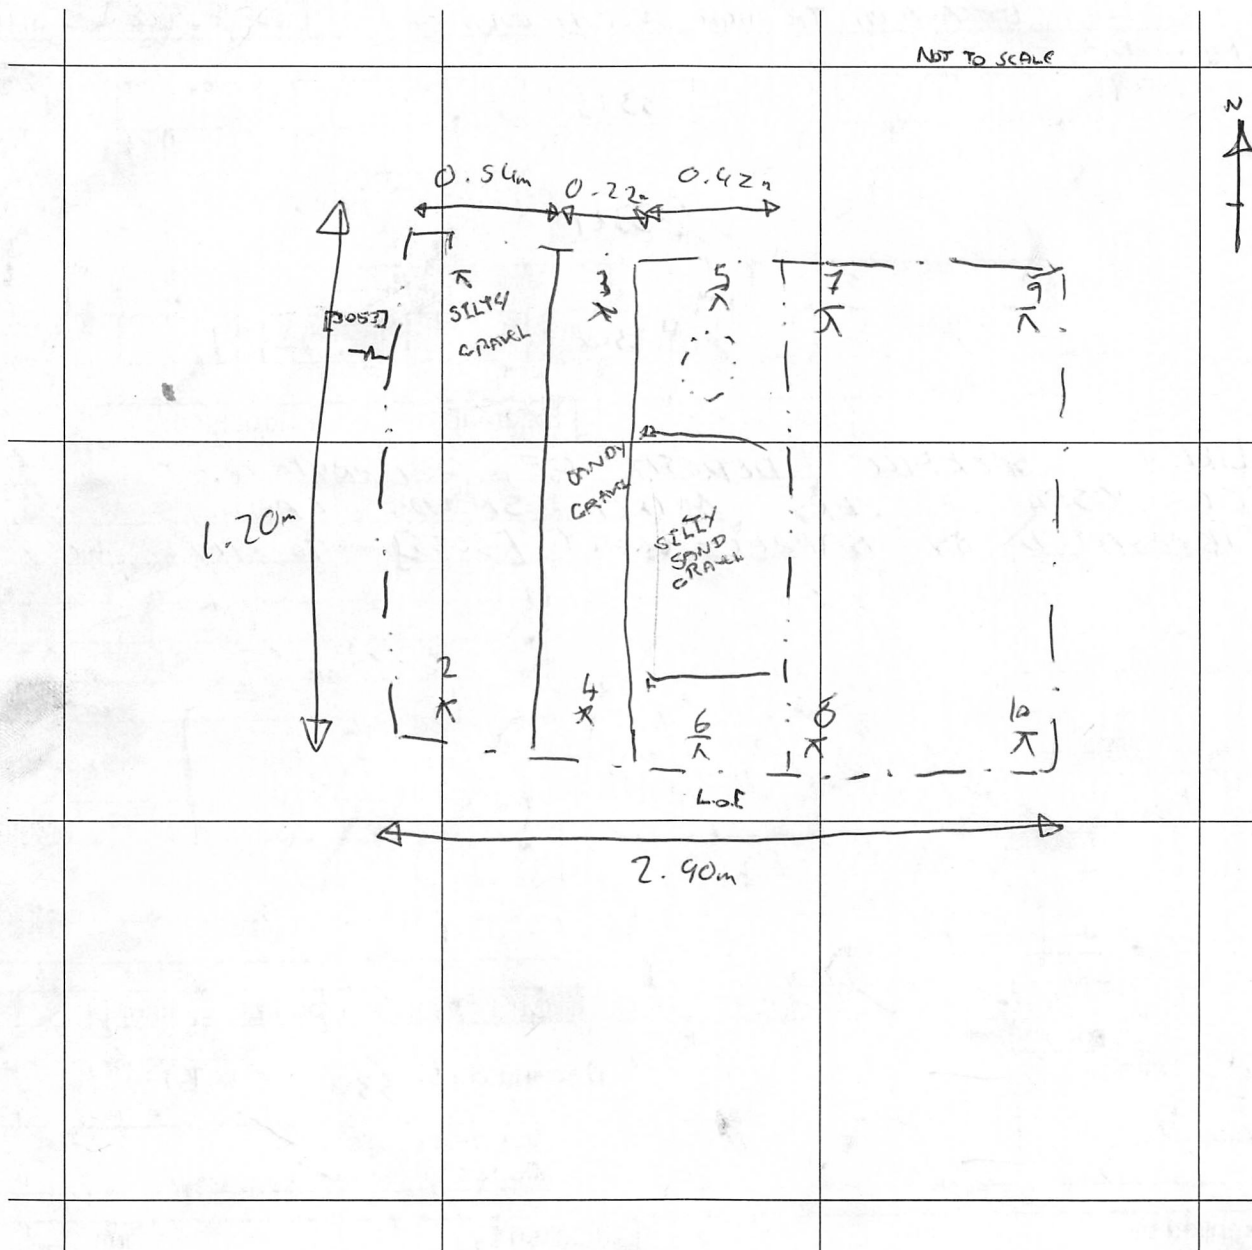 NOT TO SCALE
N
0.54m
0.22m
0.42m
1
3
5
7
9
[3053]
SILTY
GRAVEL
SANDY
GRAVEL
1.20m
SILTY
SAND
GRAVEL
2
4
6
8
10
L.o.E
2.90m